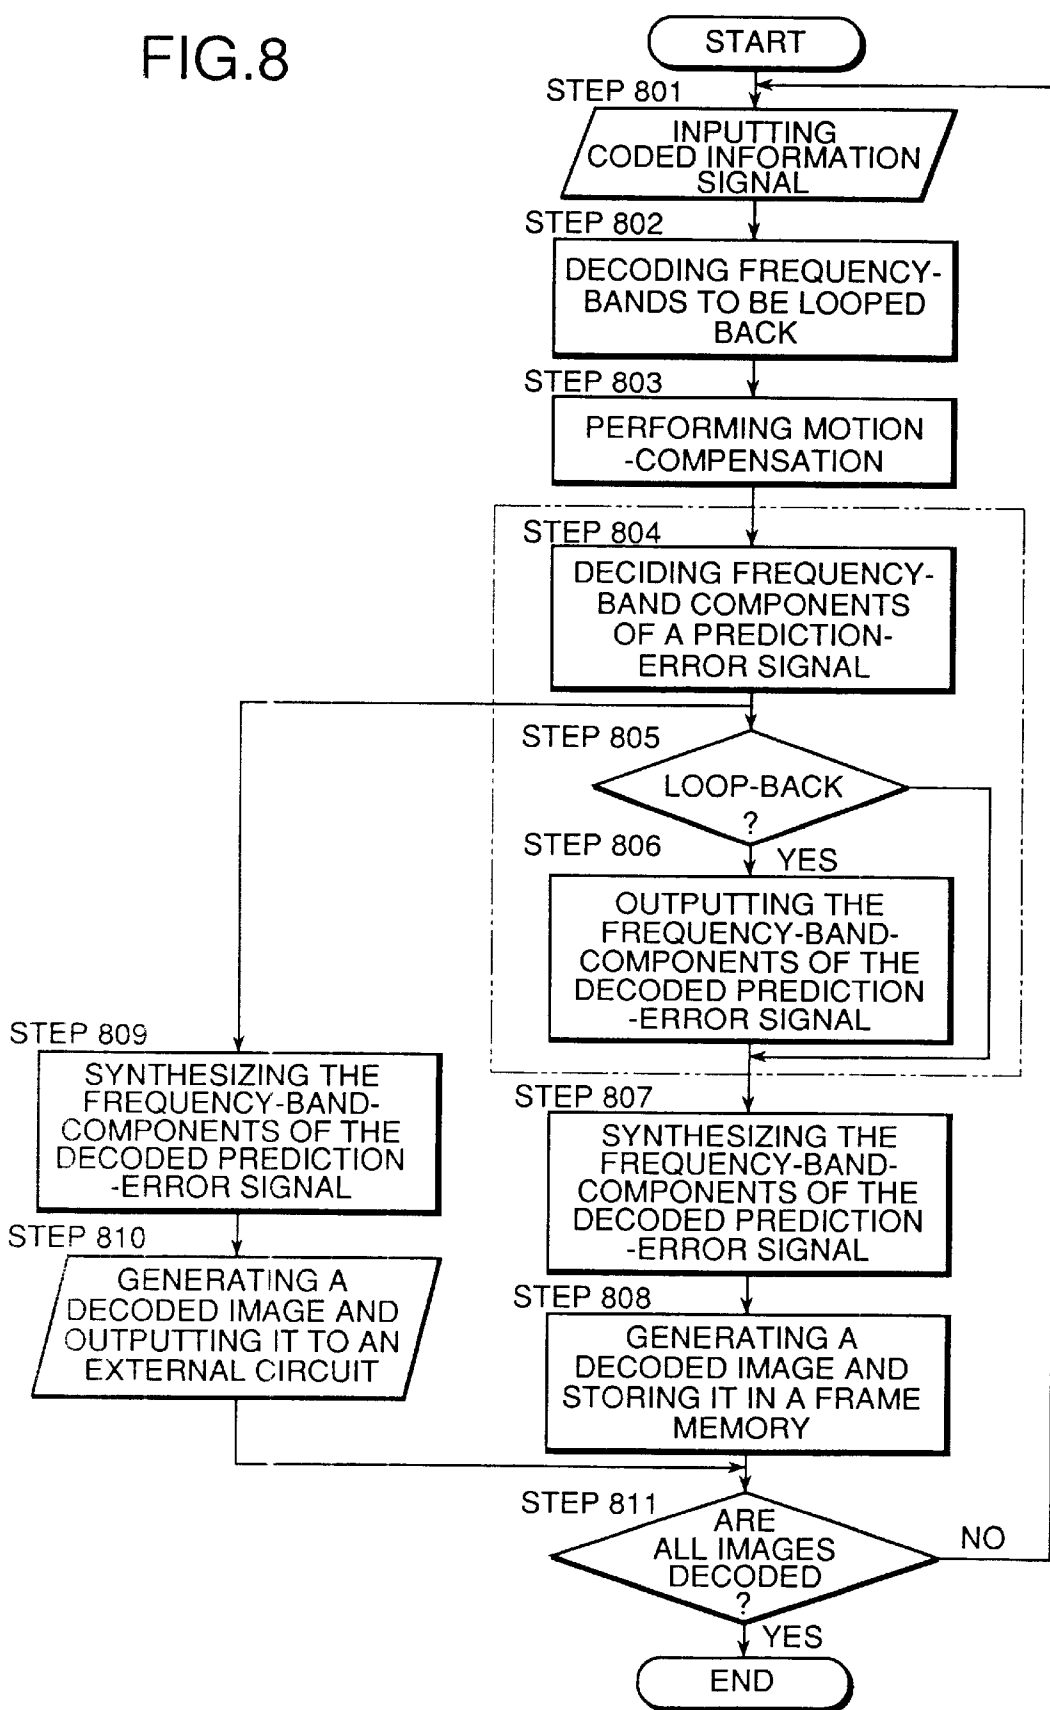 FIG.8
START
STEP 801
INPUTTING
CODED INFORMATION
SIGNAL
STEP 802
DECODING FREQUENCY-
BANDS TO BE LOOPED
BACK
STEP 803
PERFORMING MOTION
-COMPENSATION
STEP 804
DECIDING FREQUENCY-
BAND COMPONENTS
OF A PREDICTION-
ERROR SIGNAL
STEP 805
LOOP-BACK
?
YES
STEP 806
OUTPUTTING THE
FREQUENCY-BAND-
COMPONENTS OF THE
DECODED PREDICTION
-ERROR SIGNAL
STEP 809
SYNTHESIZING THE
FREQUENCY-BAND-
COMPONENTS OF THE
DECODED PREDICTION
-ERROR SIGNAL
STEP 810
GENERATING A
DECODED IMAGE AND
OUTPUTTING IT TO AN
EXTERNAL CIRCUIT
STEP 807
SYNTHESIZING THE
FREQUENCY-BAND-
COMPONENTS OF THE
DECODED PREDICTION
-ERROR SIGNAL
STEP 808
GENERATING A
DECODED IMAGE AND
STORING IT IN A FRAME
MEMORY
STEP 811
ARE
ALL IMAGES
DECODED
?
NO
YES
END